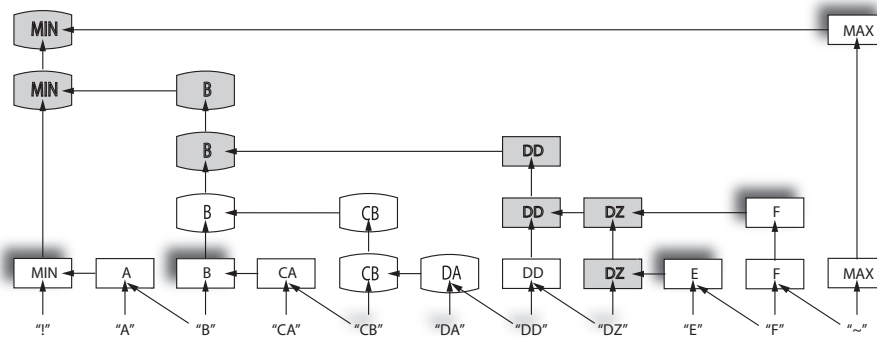 MIN MAX
MIN B
B DD
B CB DD DZ F
MIN A B CA CB DA DD DZ E F MAX
“!” “A” “B” “CA” “CB” “DA” “DD” “DZ” “E” “F” “~”